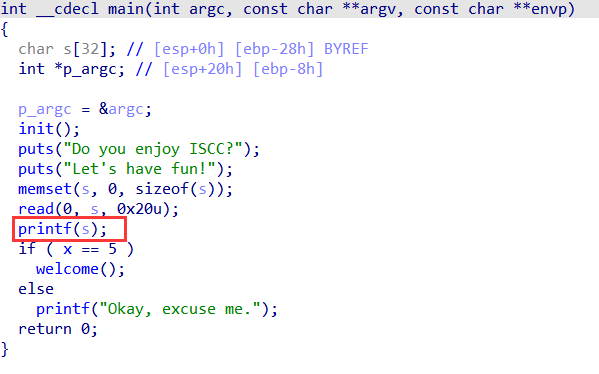 int __cdecl main(int argc, const char **argv, const char **envp)
{
  char s[32]; // [esp+0h] [ebp-28h] BYREF
  int *p_argc; // [esp+20h] [ebp-8h]

  p_argc = &argc;
  init();
  puts("Do you enjoy ISCC?");
  puts("Let's have fun!");
  memset(s, 0, sizeof(s));
  read(0, s, 0x20u);
  printf(s);
  if ( x == 5 )
    welcome();
  else
    printf("Okay, excuse me.");
  return 0;
}